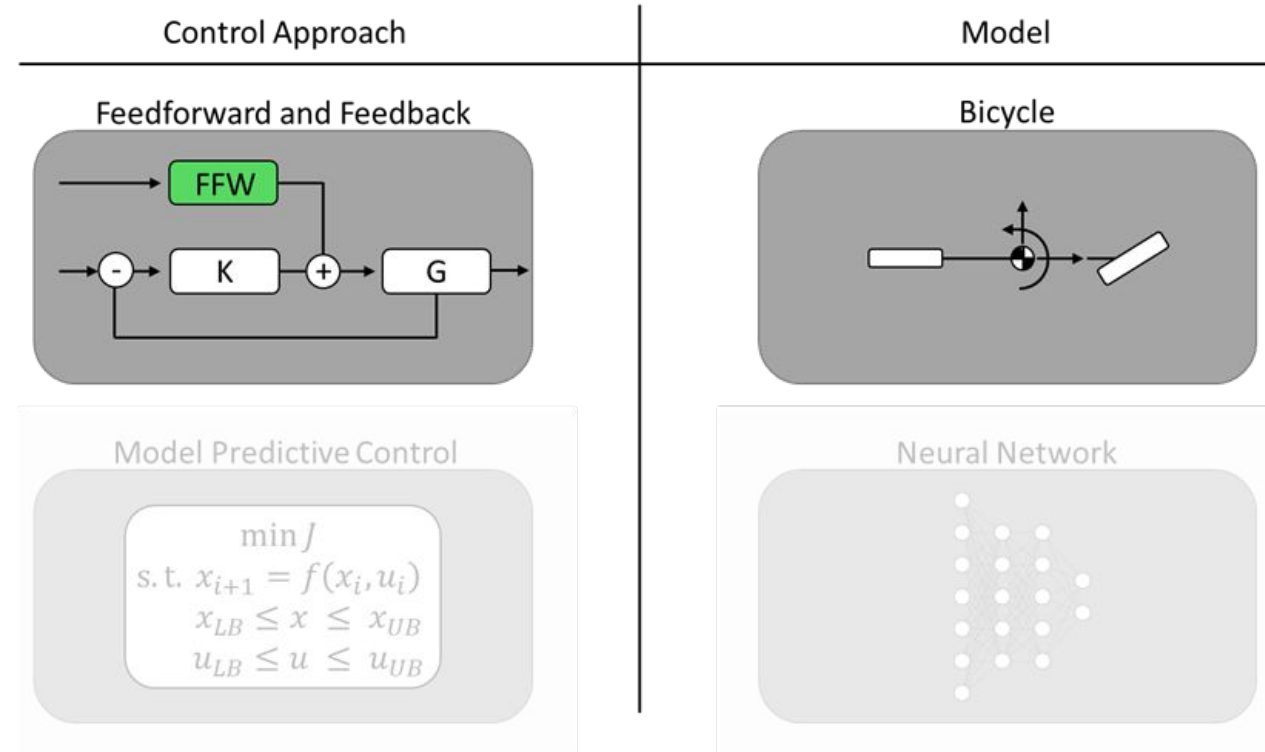 Control Approach
Model
Feedforward and Feedback
FFW
-
K
+
G
Bicycle
Model Predictive Control
min J
s. t. x_{i+1} = f(x_i, u_i)
x_{LB} ≤ x ≤ x_{UB}
u_{LB} ≤ u ≤ u_{UB}
Neural Network